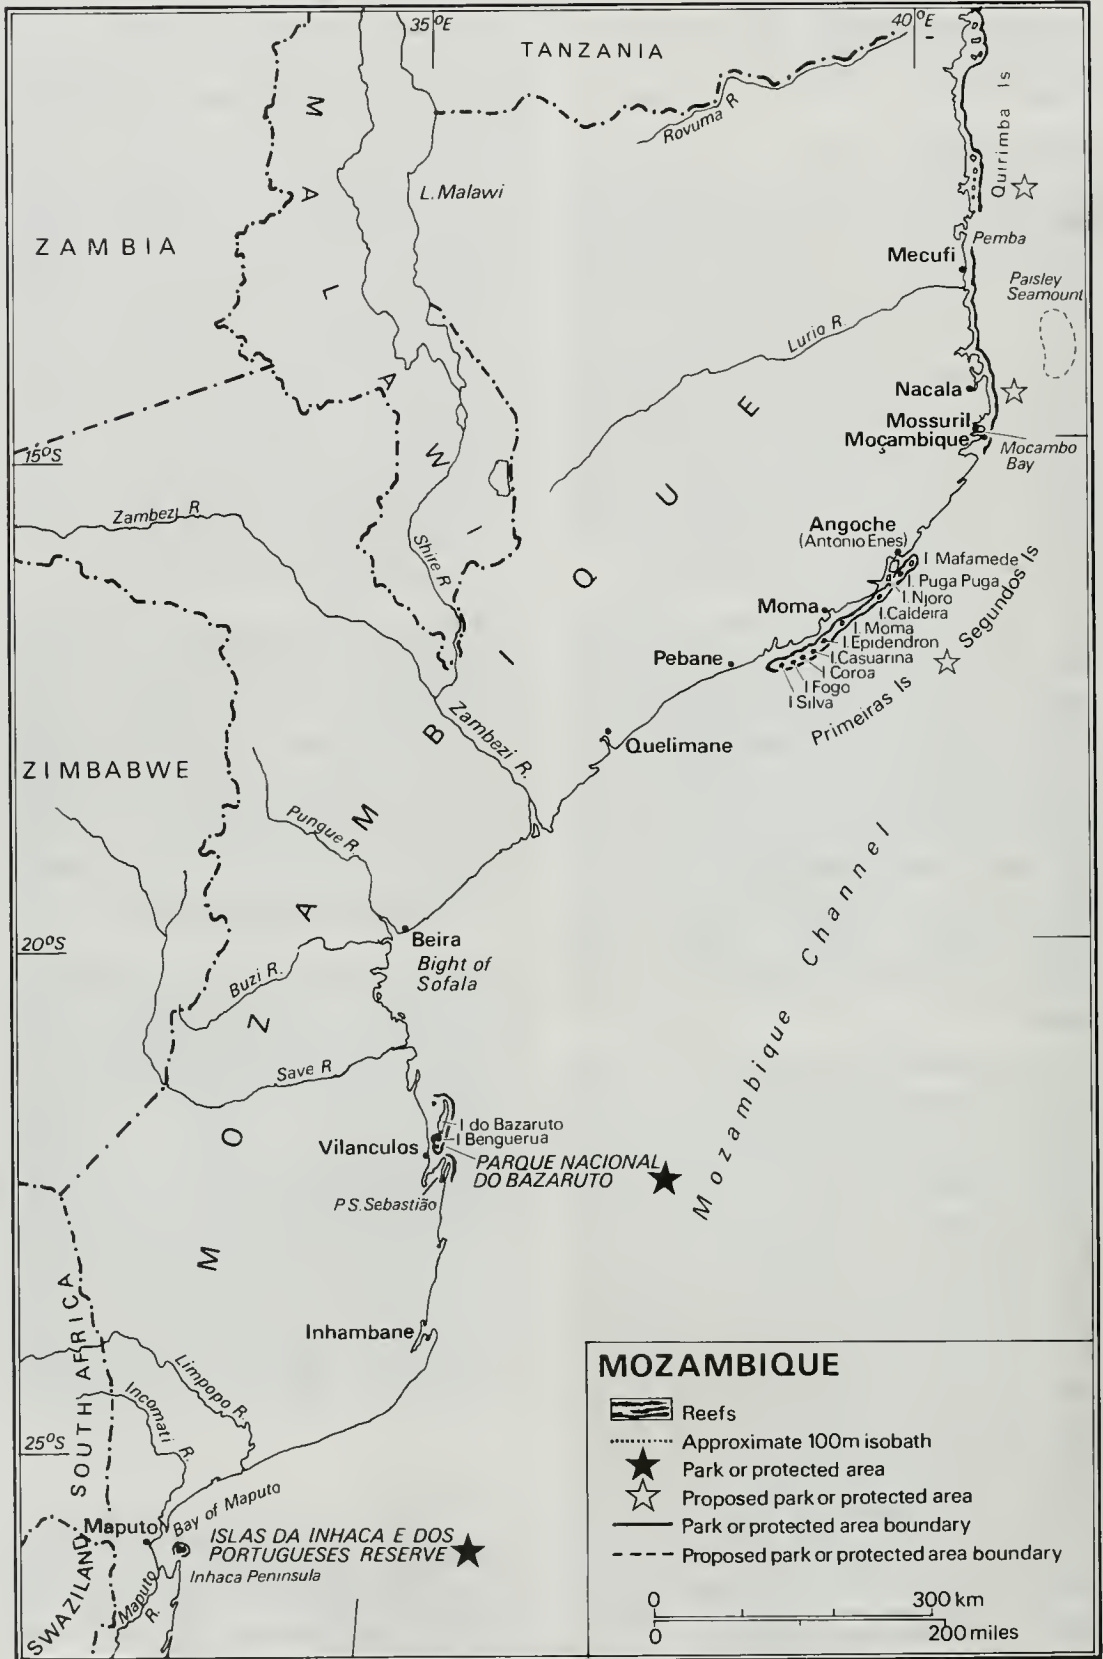 35 °E
40 °E
TANZANIA
Rovuma R
Quirimba Is
MALAWI
L. Malawi
ZAMBIA
Pemba
Mecufi
Paisley
Seamount
Lurio R.
Nacala
Mossuril
Moçambique
Mocambo
Bay
15°S
Zambezi R
Shire R.
Angoche
(Antonio Enes)
I Mafamede
I. Puga Puga
I. Njoro
I. Caldeira
I. Moma
I. Epidendron
I. Casuarina
I Coroa
I Fogo
I Silva
Moma
Pebane
Segundos Is
Primeiras Is
MOZAMBIQUE
Zambezi R.
Quelimane
ZIMBABWE
Pungue R.
Beira
Bight of
Sofala
20°S
Buzi R.
Save R
Mozambique Channel
I do Bazaruto
I Benguerua
Vilanculos
PARQUE NACIONAL
DO BAZARUTO
P S. Sebastião
Inhambane
SOUTH AFRICA
Limpopo R.
Incomati R.
25°S
Bay of Maputo
Maputo
ISLAS DA INHACA E DOS
PORTUGUESES RESERVE
Inhaca Peninsula
Maputo R.
SWAZILAND
MOZAMBIQUE
Reefs
Approximate 100m isobath
Park or protected area
Proposed park or protected area
Park or protected area boundary
Proposed park or protected area boundary
0 300 km
0 200 miles